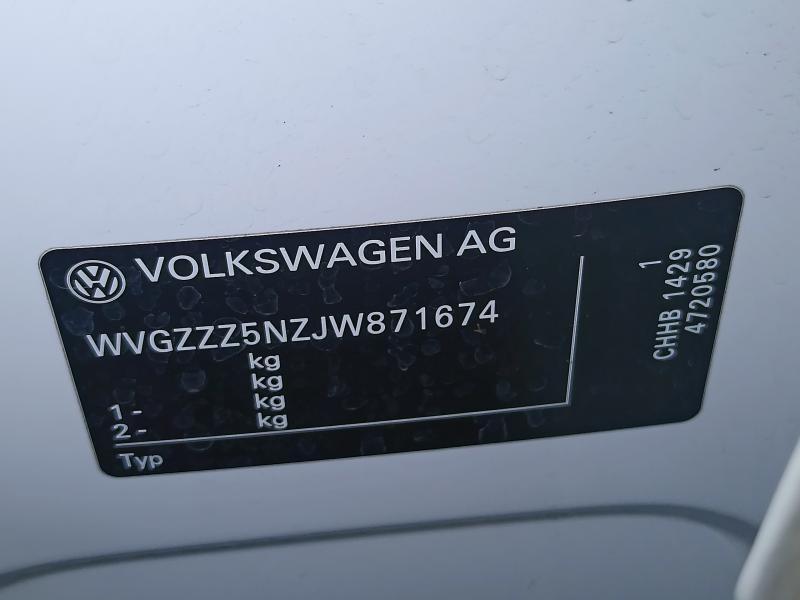 VOLKSWAGEN AG
WVGZZZ5NZJW871674
kg
kg
1 - kg
2 - kg
Typ
1
CHHB 1429
4720580